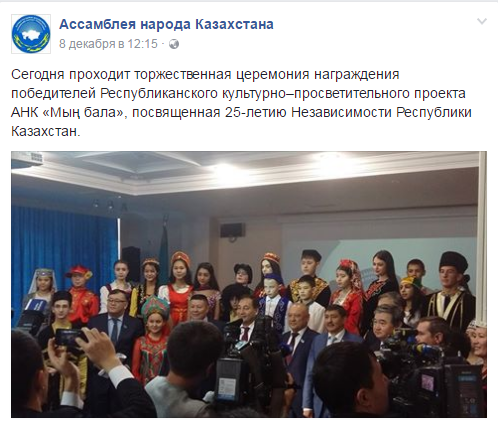 Ассамблея народа Казахстана
8 декабря в 12:15 ·
Сегодня проходит торжественная церемония награждения
победителей Республиканского культурно–просветительного проекта
АНК «Мың бала», посвященная 25-летию Независимости Республики
Казахстан.